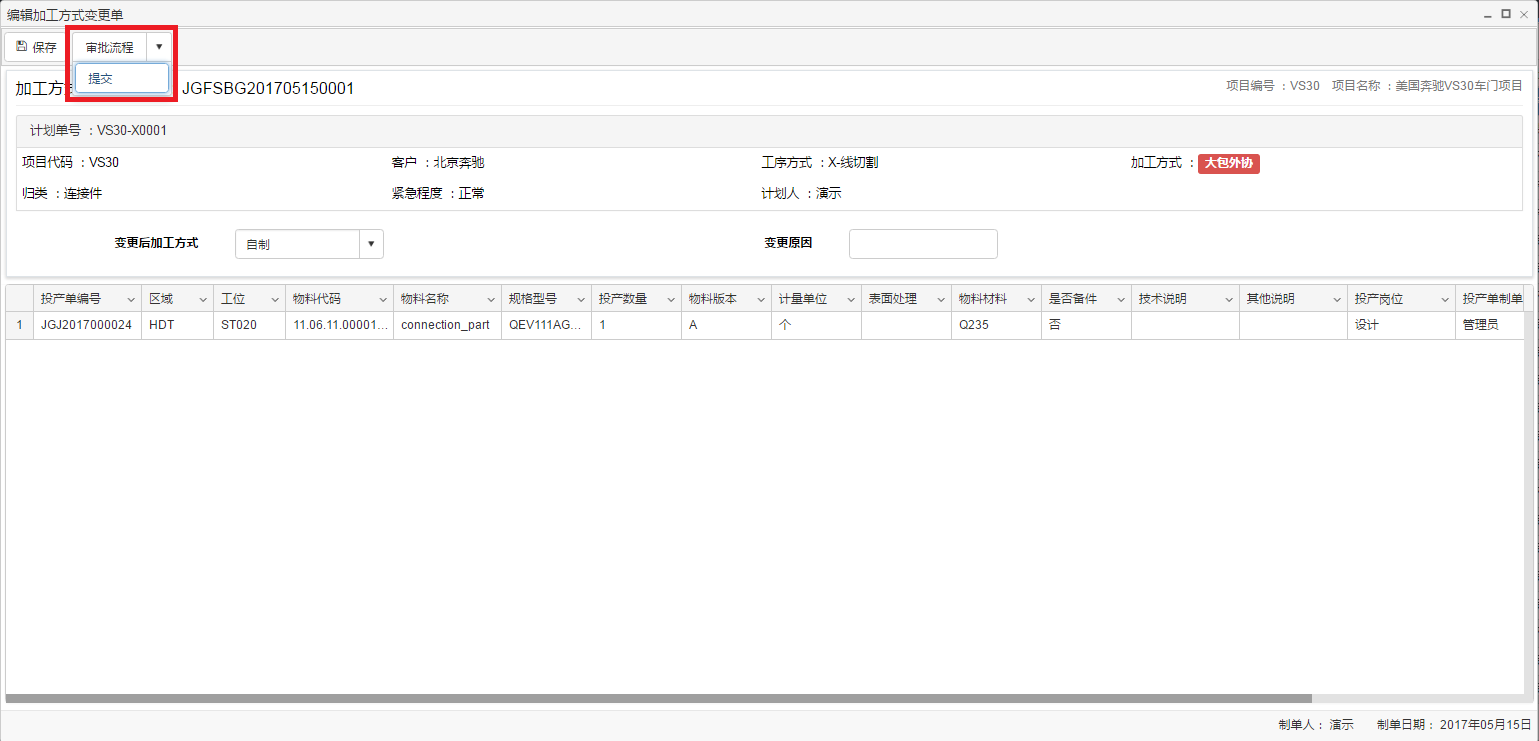 编辑加工方式变更单
保存 审批流程
提交
加工方 JGFSBG201705150001 项目编号 ：VS30 项目名称 ：美国奔驰VS30车门项目
计划单号 ：VS30-X0001
项目代码 ：VS30 客户 ：北京奔驰 工序方式 ：X-线切割 加工方式 ：大包外协
归类 ：连接件 紧急程度 ：正常 计划人 ：演示
变更后加工方式 自制 变更原因
投产单编号 区域 工位 物料代码 物料名称 规格型号 投产数量 物料版本 计量单位 表面处理 物料材料 是否备件 技术说明 其他说明 投产岗位 投产单制单
1 JGJ2017000024 HDT ST020 11.06.11.00001... connection_part QEV111AG... 1 A 个 Q235 否 设计 管理员
制单人： 演示 制单日期： 2017年05月15日